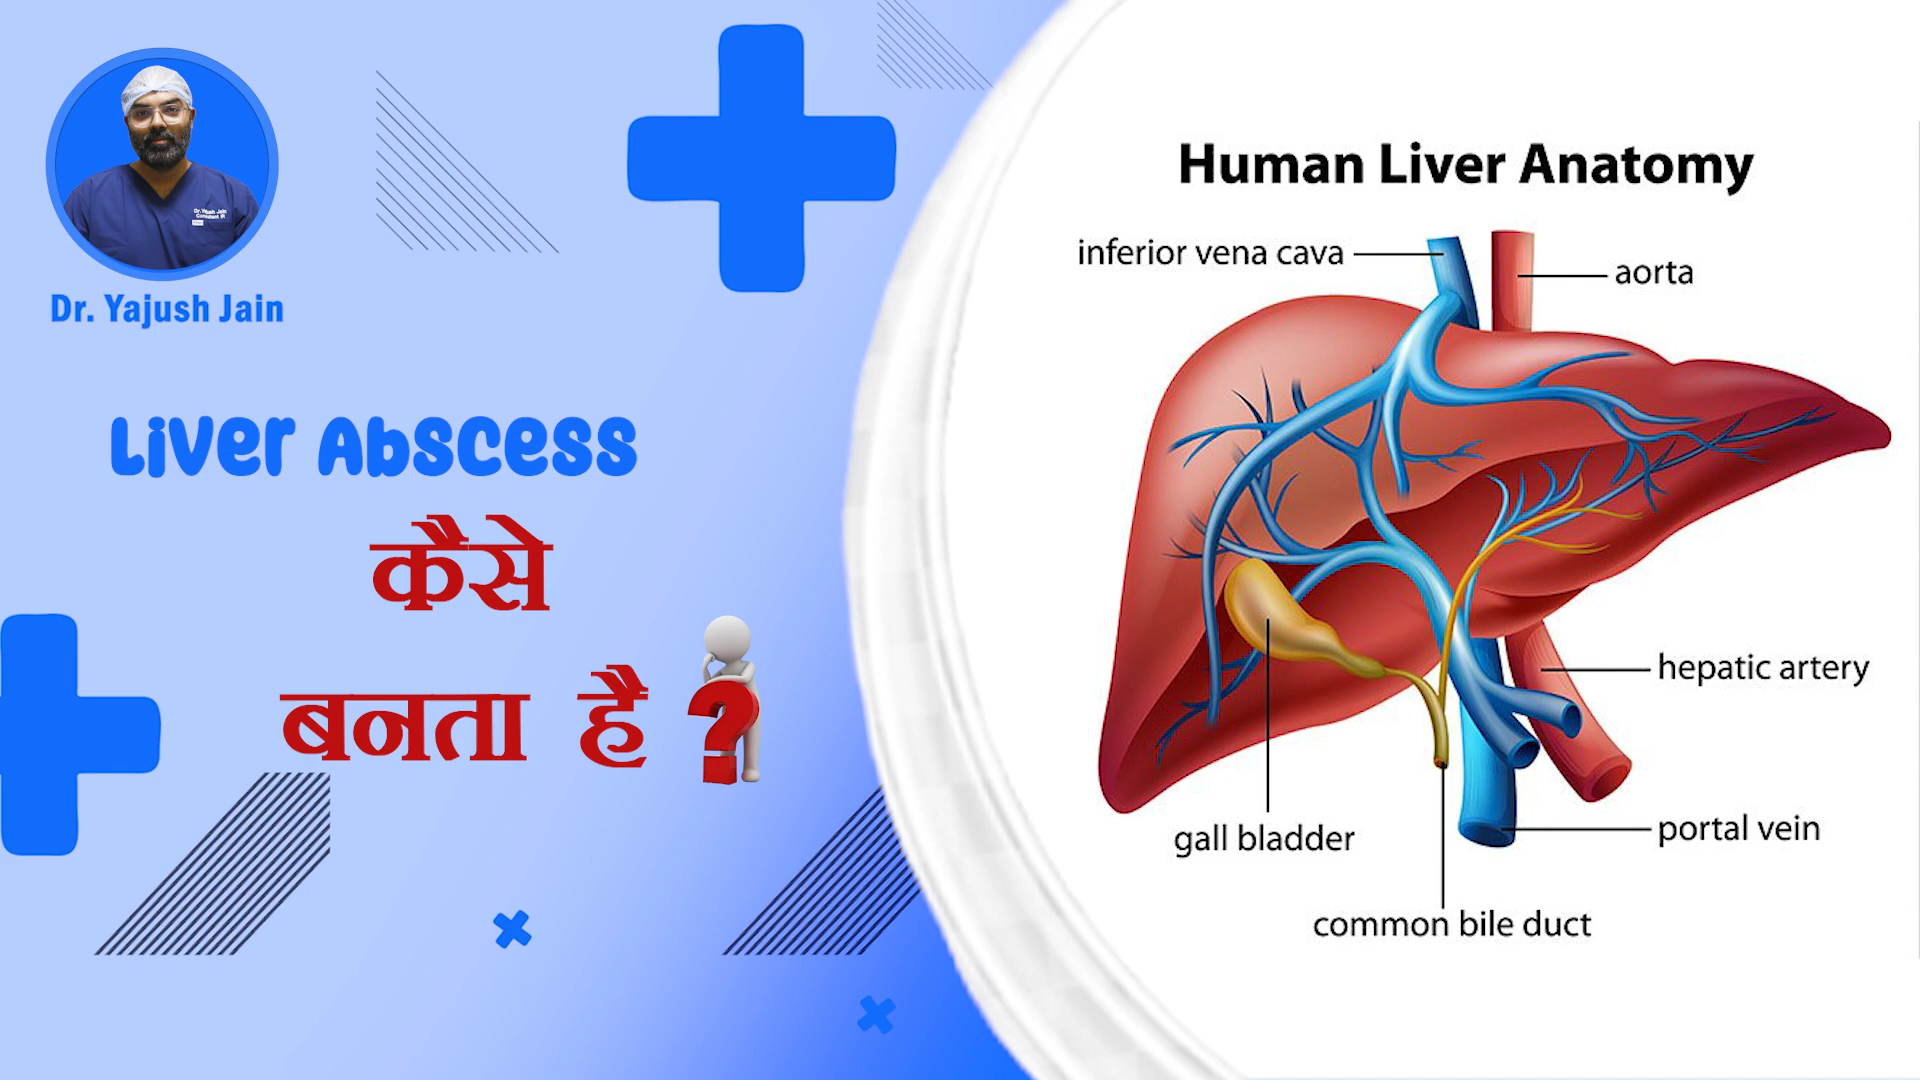 Dr. Yajush Jain
Liver Abscess
कैसे
बनता है ?
Human Liver Anatomy
inferior vena cava
aorta
hepatic artery
gall bladder
portal vein
common bile duct